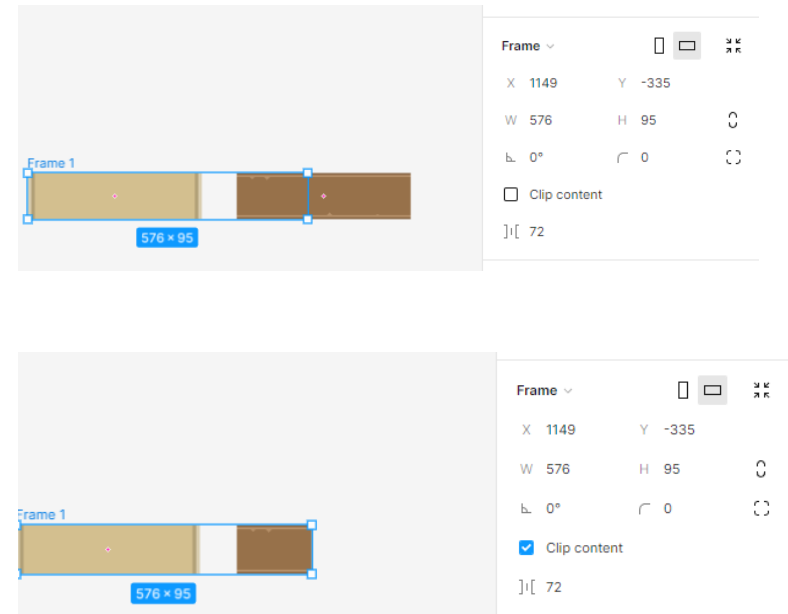 Frame
X 1149 Y -335
W 576 H 95
0° 0
Clip content
72
Frame 1
576 × 95
Frame
X 1149 Y -335
W 576 H 95
0° 0
Clip content
72
Frame 1
576 × 95